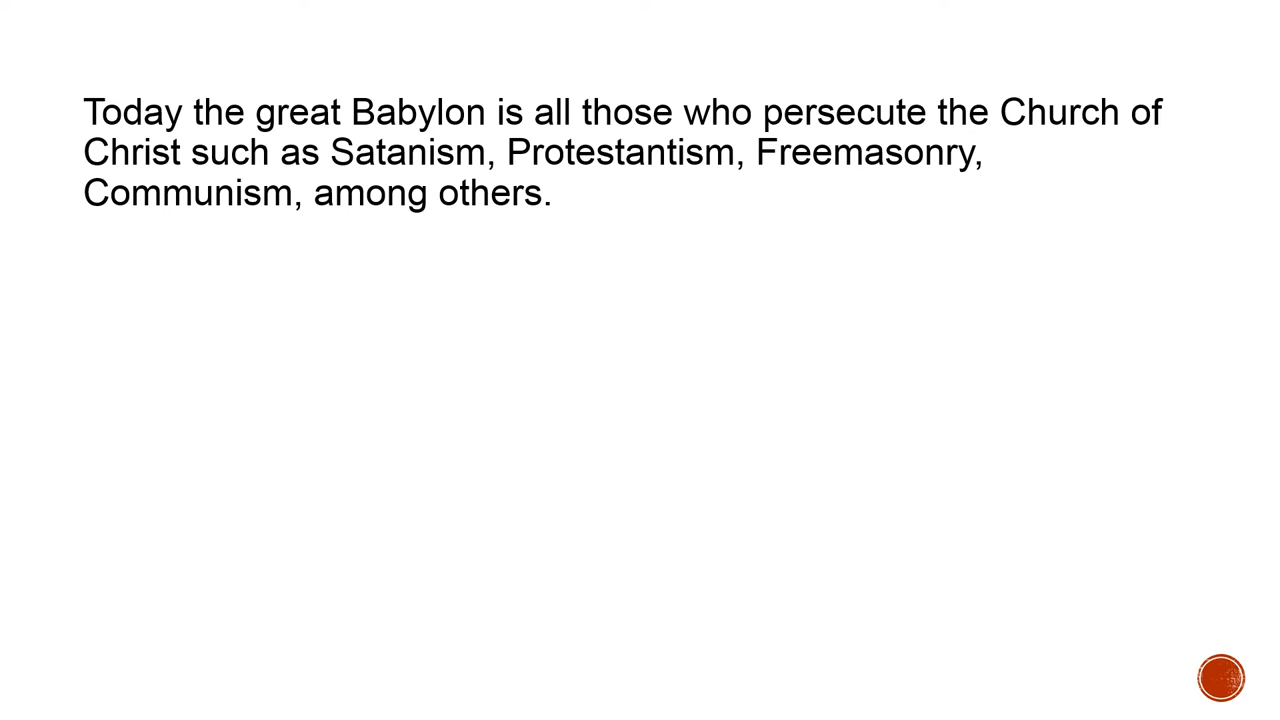 Today the great Babylon is all those who persecute the Church of
Christ such as Satanism, Protestantism, Freemasonry,
Communism, among others.